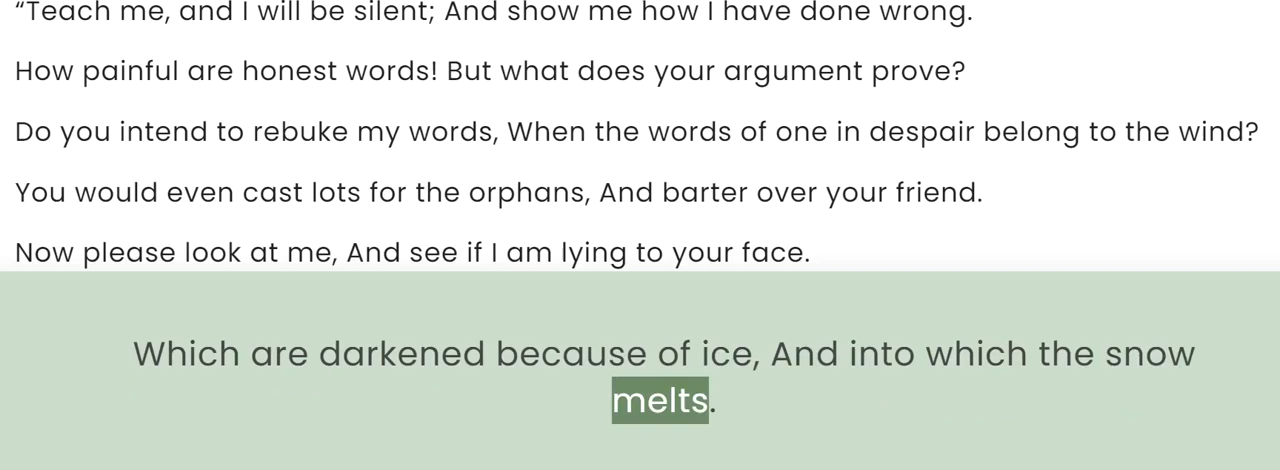 “Teach me, and I will be silent; And show me how I have done wrong.
How painful are honest words! But what does your argument prove?
Do you intend to rebuke my words, When the words of one in despair belong to the wind?
You would even cast lots for the orphans, And barter over your friend.
Now please look at me, And see if I am lying to your face.
Which are darkened because of ice, And into which the snow
melts.